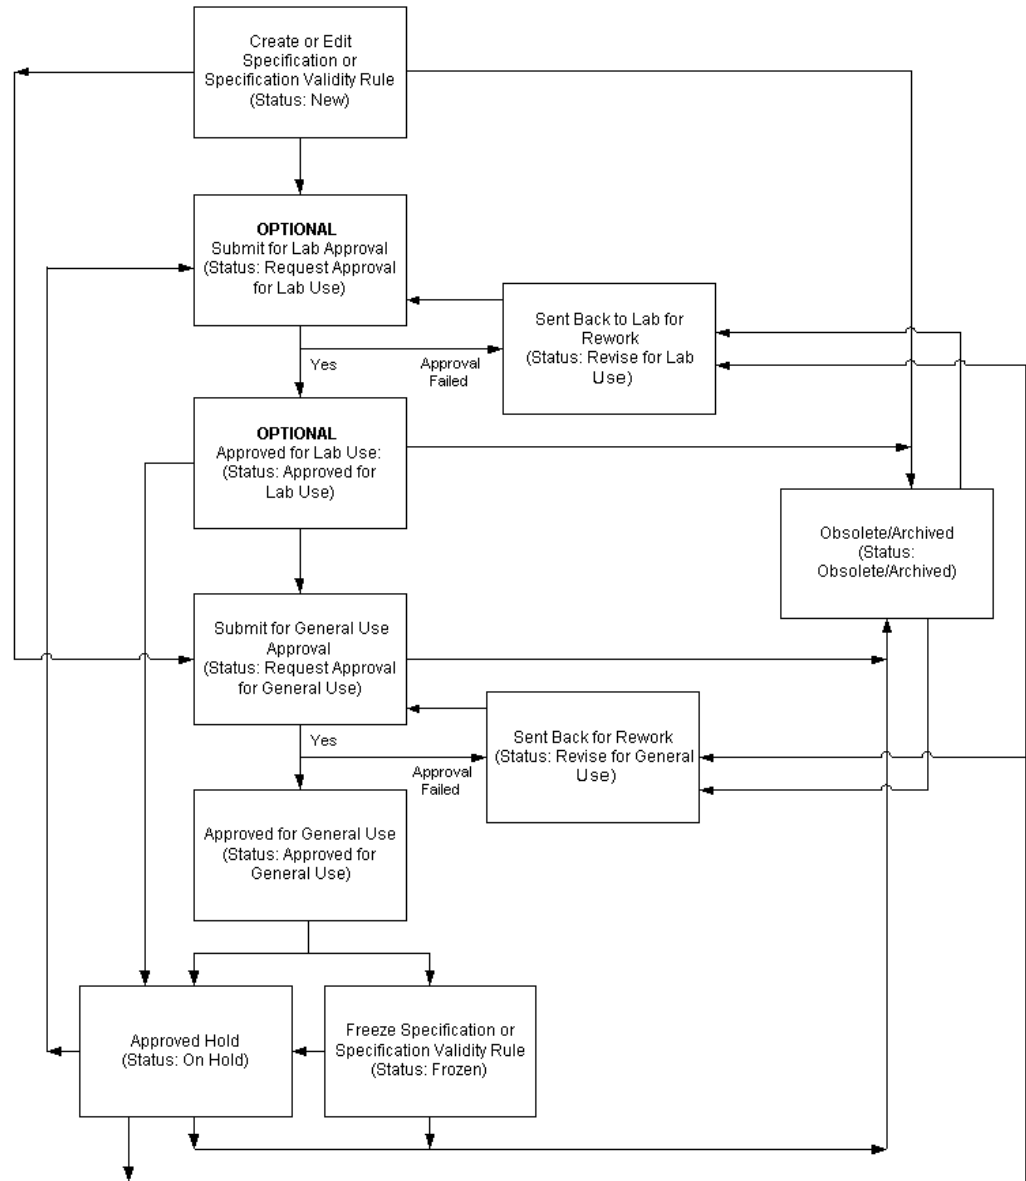 Create or Edit
Specification or
Specification Validity Rule
(Status: New)
OPTIONAL
Submit for Lab Approval
(Status: Request Approval
for Lab Use)
Sent Back to Lab for
Rework
(Status: Revise for Lab
Use)
Yes
Approval
Failed
OPTIONAL
Approved for Lab Use:
(Status: Approved for
Lab Use)
Obsolete/Archived
(Status:
Obsolete/Archived)
Submit for General Use
Approval
(Status: Request Approval
for General Use)
Sent Back for Rework
(Status: Revise for General
Use)
Yes
Approval
Failed
Approved for General Use
(Status: Approved for
General Use)
Approved Hold
(Status: On Hold)
Freeze Specification or
Specification Validity Rule
(Status: Frozen)